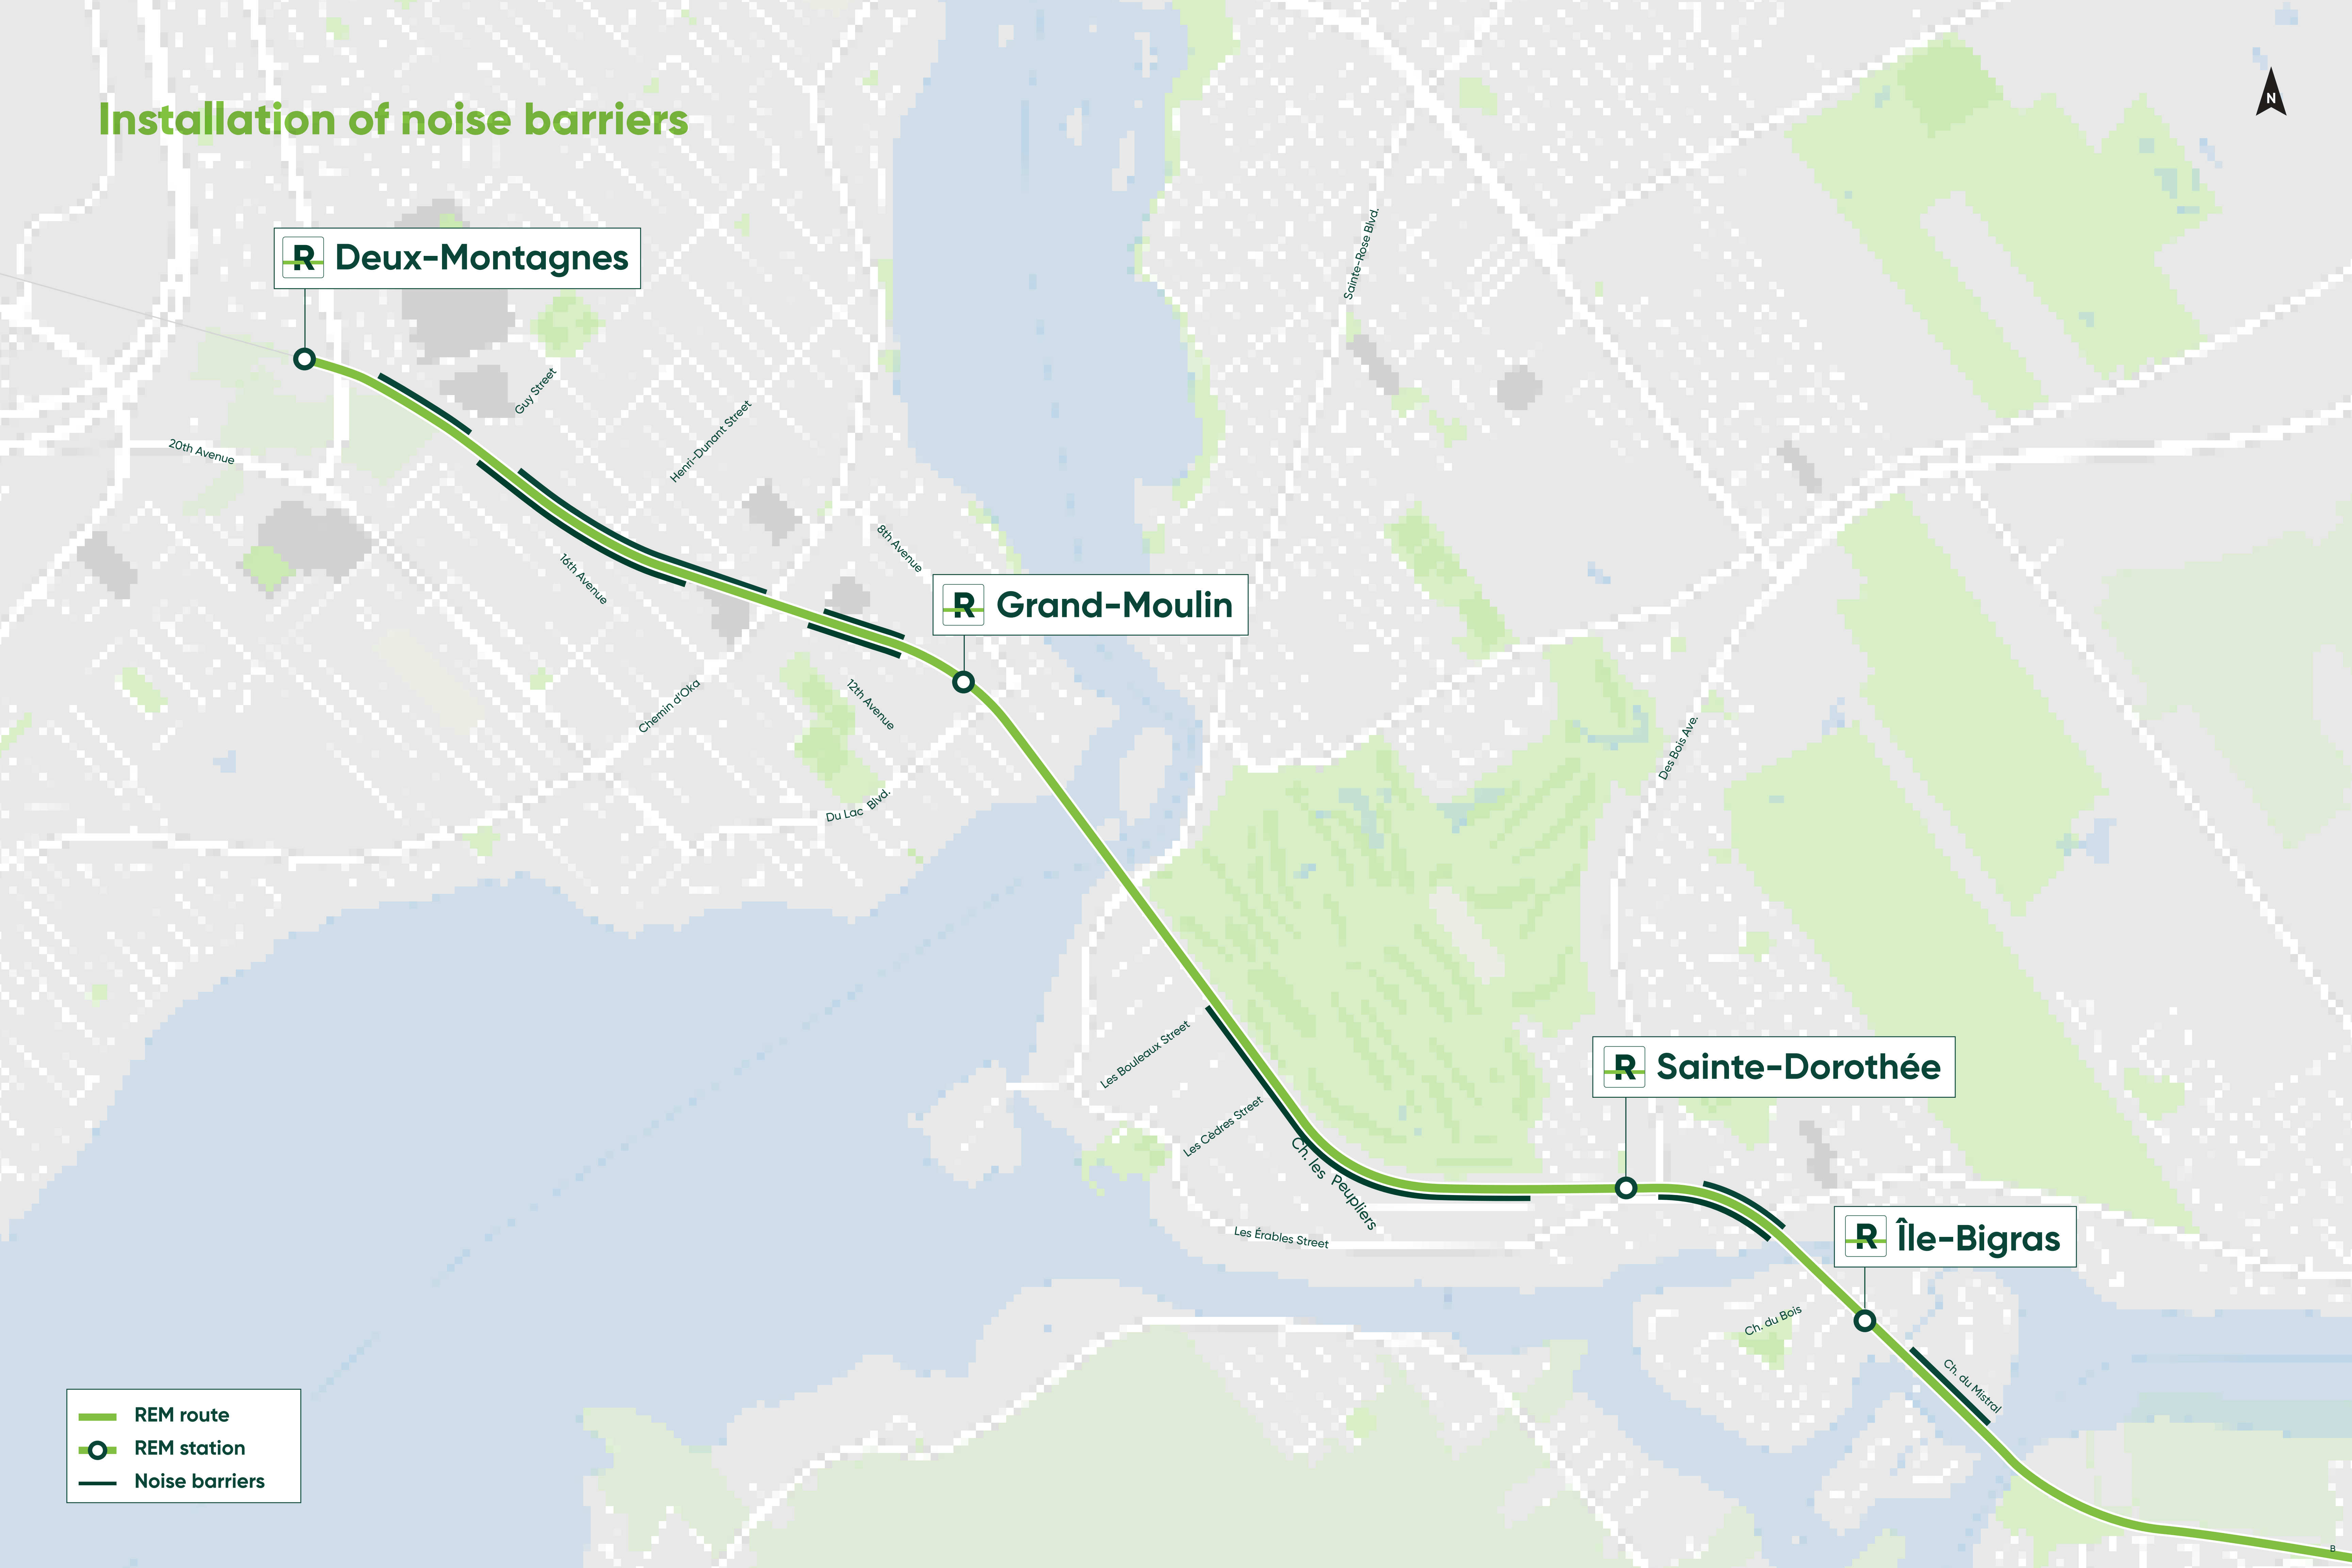 Installation of noise barriers
N
Sainte-Rose Blvd.
R Deux-Montagnes
Guy Street
Henri-Dunant Street
20th Avenue
8th Avenue
16th Avenue
R Grand-Moulin
Chemin d'Oka
12th Avenue
Des Bois Ave.
Du Lac Blvd.
Les Bouleaux Street
R Sainte-Dorothée
Les Cèdres Street
Ch. les Peupliers
Les Érables Street
R Île-Bigras
Ch. du Bois
Ch. du Mistral
REM route
REM station
Noise barriers
B